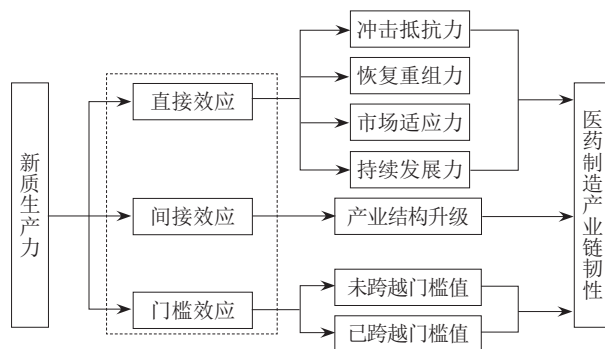 新质生产力
直接效应
间接效应
门槛效应
冲击抵抗力
恢复重组力
市场适应力
持续发展力
产业结构升级
未跨越门槛值
已跨越门槛值
医药制造产业链韧性